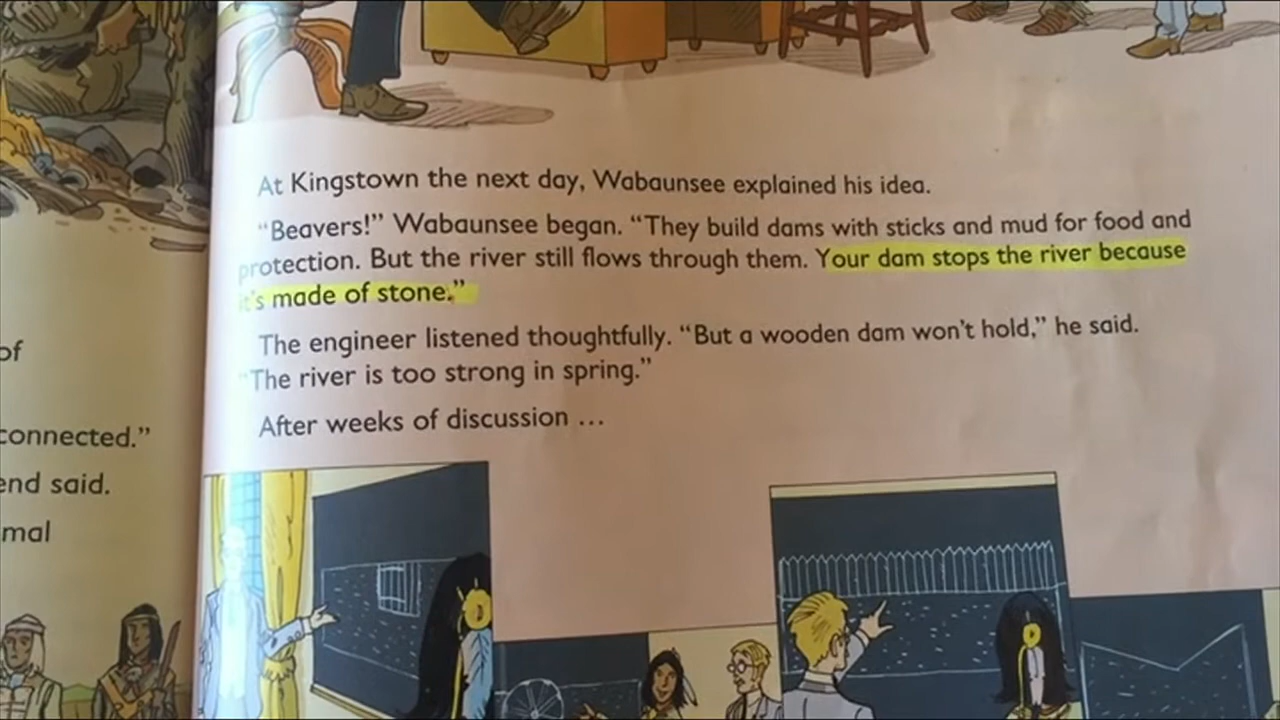 At Kingstown the next day, Wabaunsee explained his idea.
“Beavers!” Wabaunsee began. “They build dams with sticks and mud for food and
protection. But the river still flows through them. Your dam stops the river because
it's made of stone.”
The engineer listened thoughtfully. “But a wooden dam won't hold,” he said.
“The river is too strong in spring.”
After weeks of discussion …
of
connected.”
end said.
mal